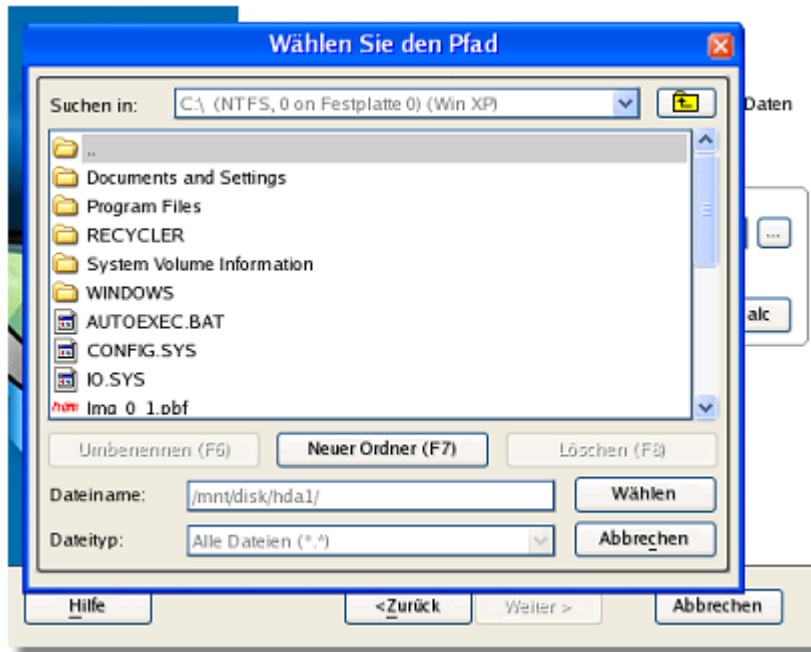 Wählen Sie den Pfad
Suchen in: C:\ (NTFS, 0 on Festplatte 0) (Win XP)
Daten
..
Documents and Settings
Program Files
RECYCLER
System Volume Information
...
WINDOWS
AUTOEXEC.BAT
alc
CONFIG.SYS
IO.SYS
Img_0_1.pbf
Umbenennen (F6) Neuer Ordner (F7) Löschen (F8)
Dateiname: /mnt/disk/hda1/ Wählen
Dateityp: Alle Dateien (*.*) Abbrechen
Hilfe <Zurück Weiter > Abbrechen